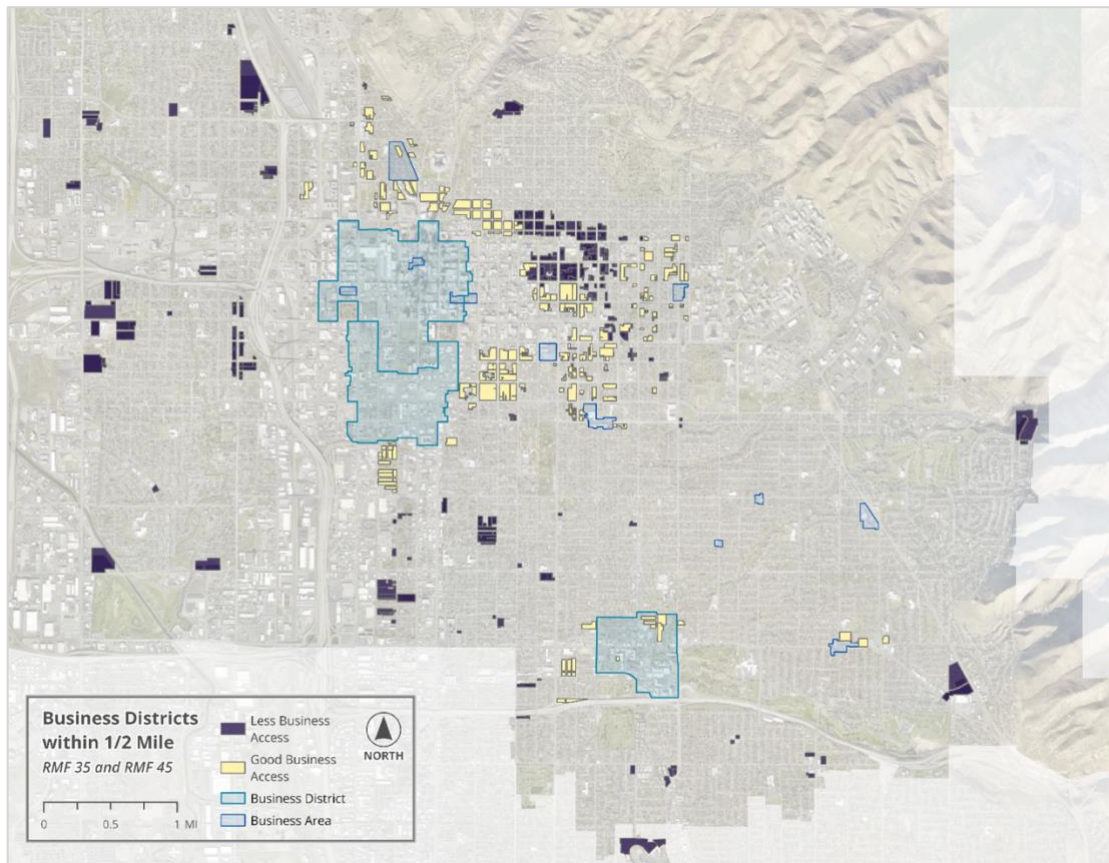 Business Districts
within 1/2 Mile
RMF 35 and RMF 45
0 0.5 1 MI
Less Business
Access
Good Business
Access
Business District
Business Area
NORTH